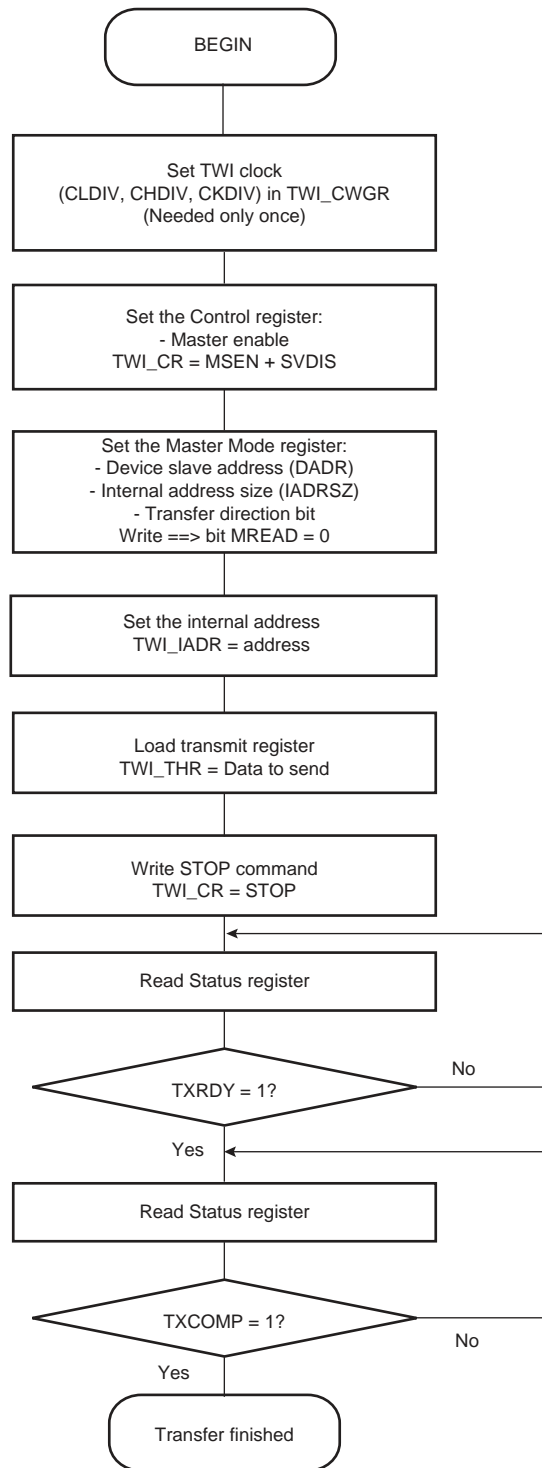 BEGIN
Set TWI clock
(CLDIV, CHDIV, CKDIV) in TWI_CWGR
(Needed only once)
Set the Control register:
- Master enable
TWI_CR = MSEN + SVDIS
Set the Master Mode register:
- Device slave address (DADR)
- Internal address size (IADRSZ)
- Transfer direction bit
Write ==> bit MREAD = 0
Set the internal address
TWI_IADR = address
Load transmit register
TWI_THR = Data to send
Write STOP command
TWI_CR = STOP
Read Status register
TXRDY = 1?
No
Yes
Read Status register
TXCOMP = 1?
No
Yes
Transfer finished